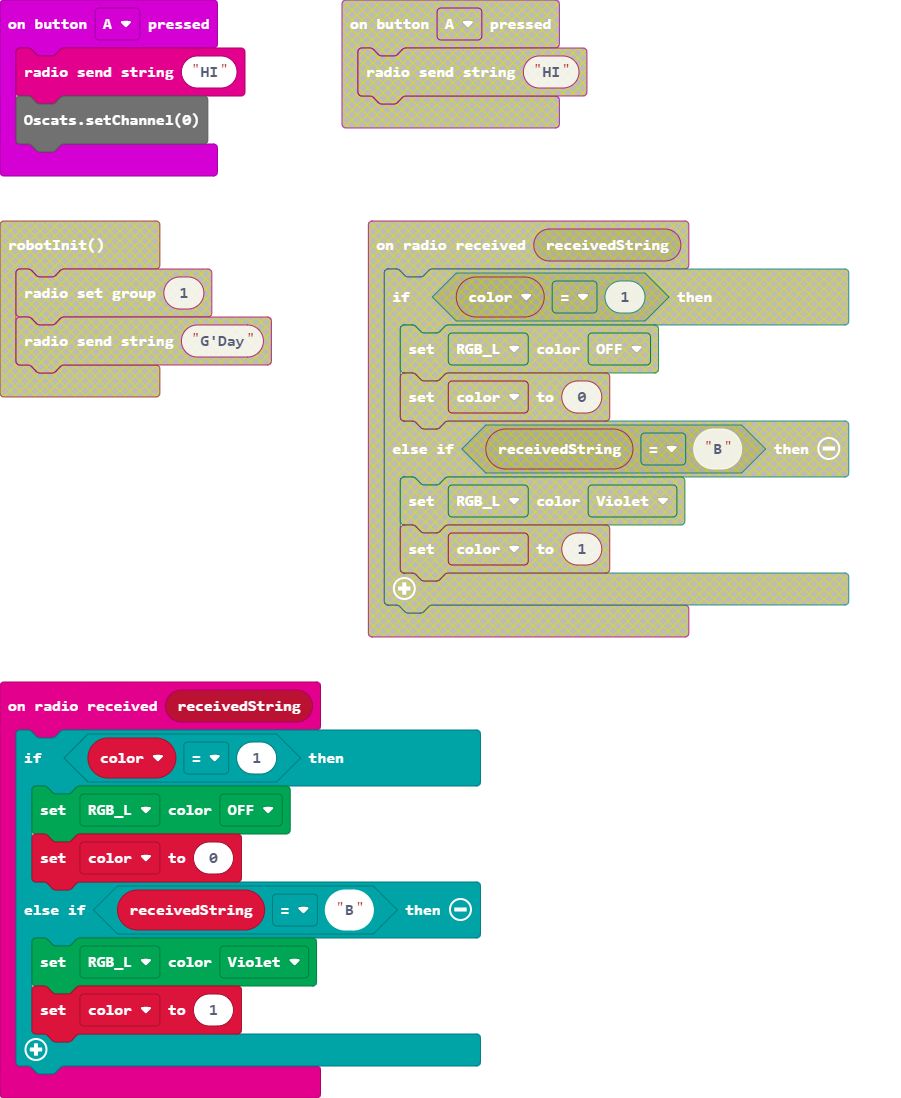 on button A pressed
radio send string "HI"
Oscats.setChannel(0)
on button A pressed
radio send string "HI"
robotInit()
radio set group 1
radio send string "G'Day"
on radio received receivedString
if color = 1 then
set RGB_L color OFF
set color to 0
else if receivedString = "B" then
set RGB_L color Violet
set color to 1
on radio received receivedString
if color = 1 then
set RGB_L color OFF
set color to 0
else if receivedString = "B" then
set RGB_L color Violet
set color to 1